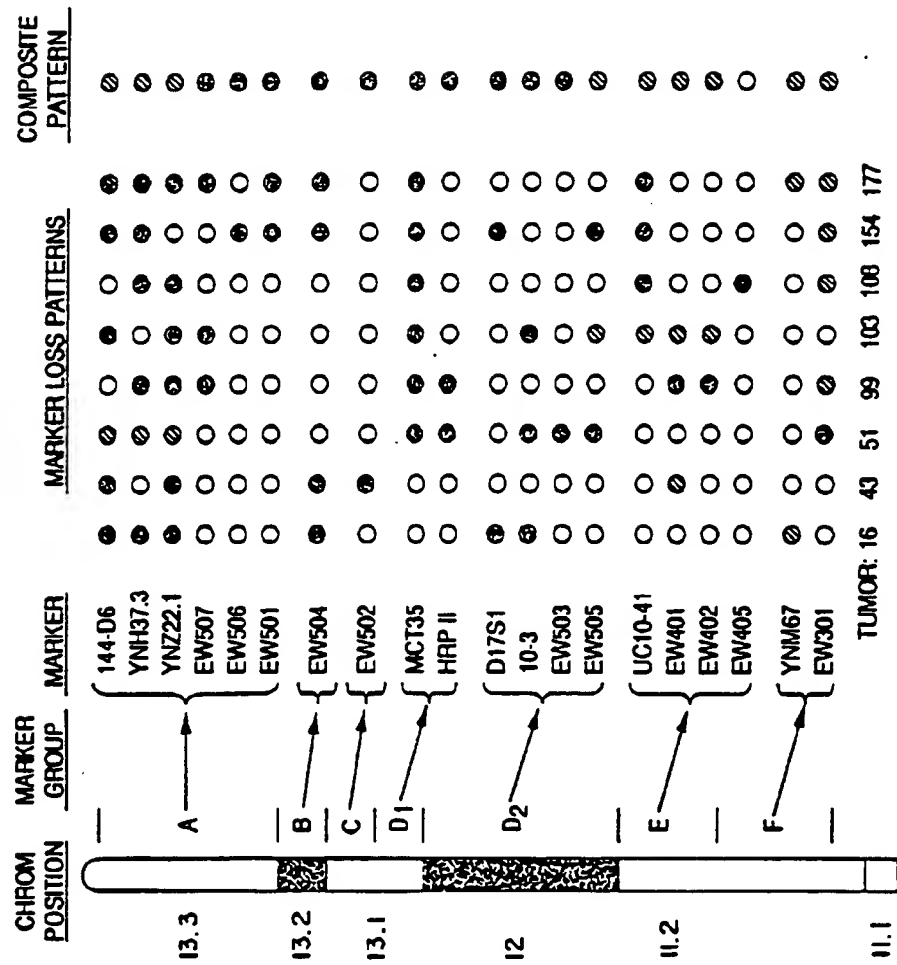 CHROM POSITION
MARKER GROUP
MARKER
MARKER LOSS PATTERNS
COMPOSITE PATTERN
13.3
13.2
13.1
12
11.2
11.1
A
B
C
D1
D2
E
F
144-D6
YNH37.3
YNZ22.1
EW507
EW506
EW501
EW504
EW502
MCT35
HRP II
D17S1
10-3
EW503
EW505
UC10-41
EW401
EW402
EW405
YNM67
EW301
TUMOR: 16 43 51 99 103 108 154 177